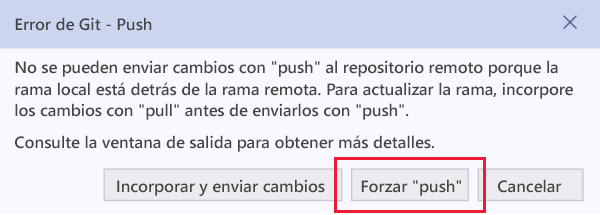 Error de Git - Push
No se pueden enviar cambios con "push" al repositorio remoto porque la
rama local está detrás de la rama remota. Para actualizar la rama, incorpore
los cambios con "pull" antes de enviarlos con "push".
Consulte la ventana de salida para obtener más detalles.
Incorporar y enviar cambios Forzar "push" Cancelar